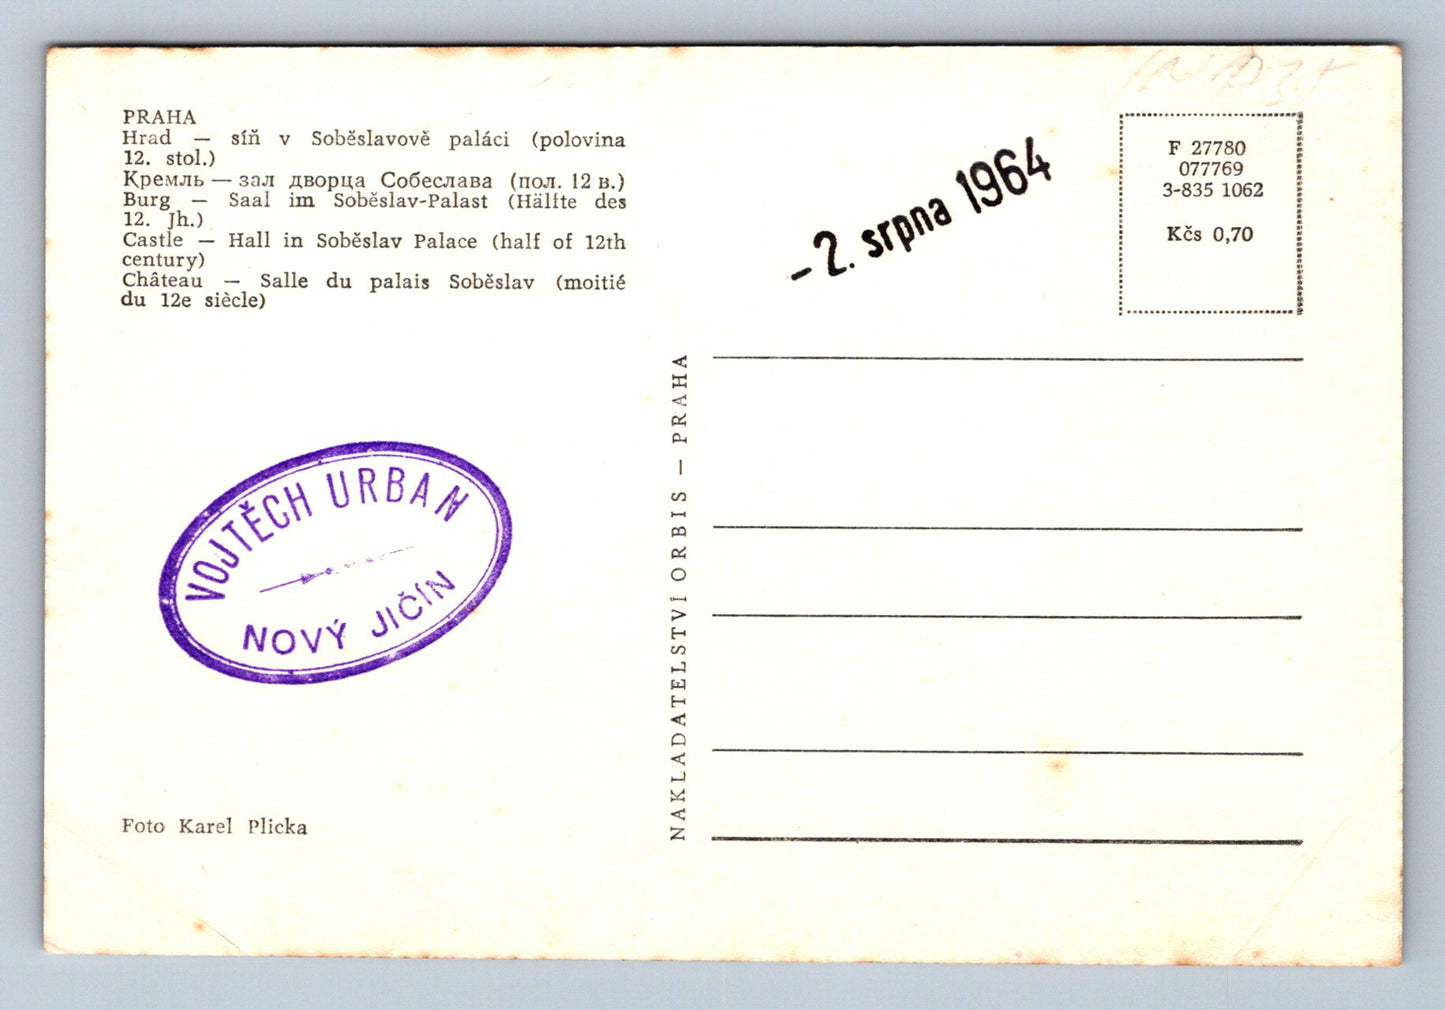 PRAHA
Hrad — síň v Soběslavově paláci (polovina
12. stol.)
Кремль — зал дворца Собеслава (пол. 12 в.)
Burg — Saal im Soběslav-Palast (Hälfte des
12. Jh.)
Castle — Hall in Soběslav Palace (half of 12th
century)
Château — Salle du palais Soběslav (moitié
du 12e siècle)
- 2. srpna 1964
F 27780
077769
3-835 1062
Kčs 0,70
VOJTĚCH URBAN
NOVÝ JIČÍN
NAKLADATELSTVÍ ORBIS — PRAHA
Foto Karel Plicka